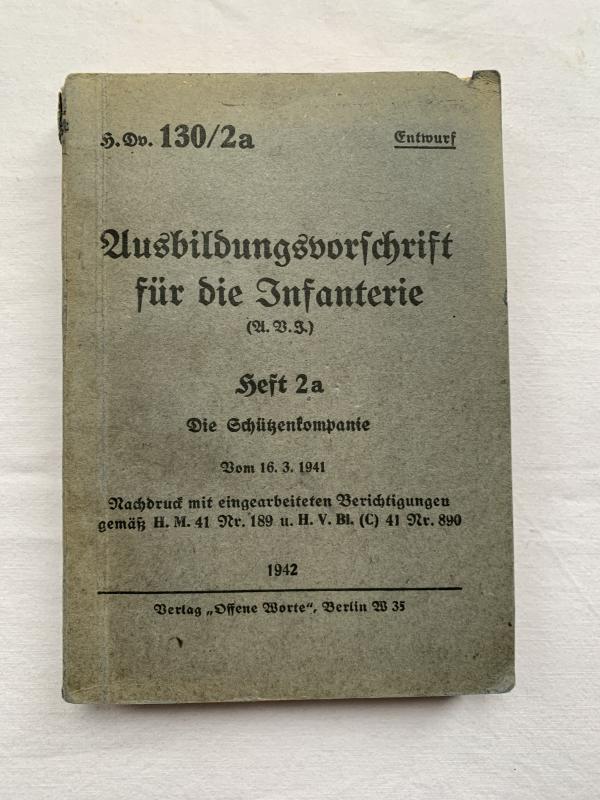 H.Dv. 130/2a
Entwurf
Ausbildungsvorschrift
für die Infanterie
(A. V. I.)
Heft 2a
Die Schützenkompanie
Vom 16. 3. 1941
Nachdruck mit eingearbeiteten Berichtigungen
gemäß H. M. 41 Nr. 189 u. H. V. Bl. (C) 41 Nr. 890
1942
Verlag „Offene Worte“, Berlin W 35